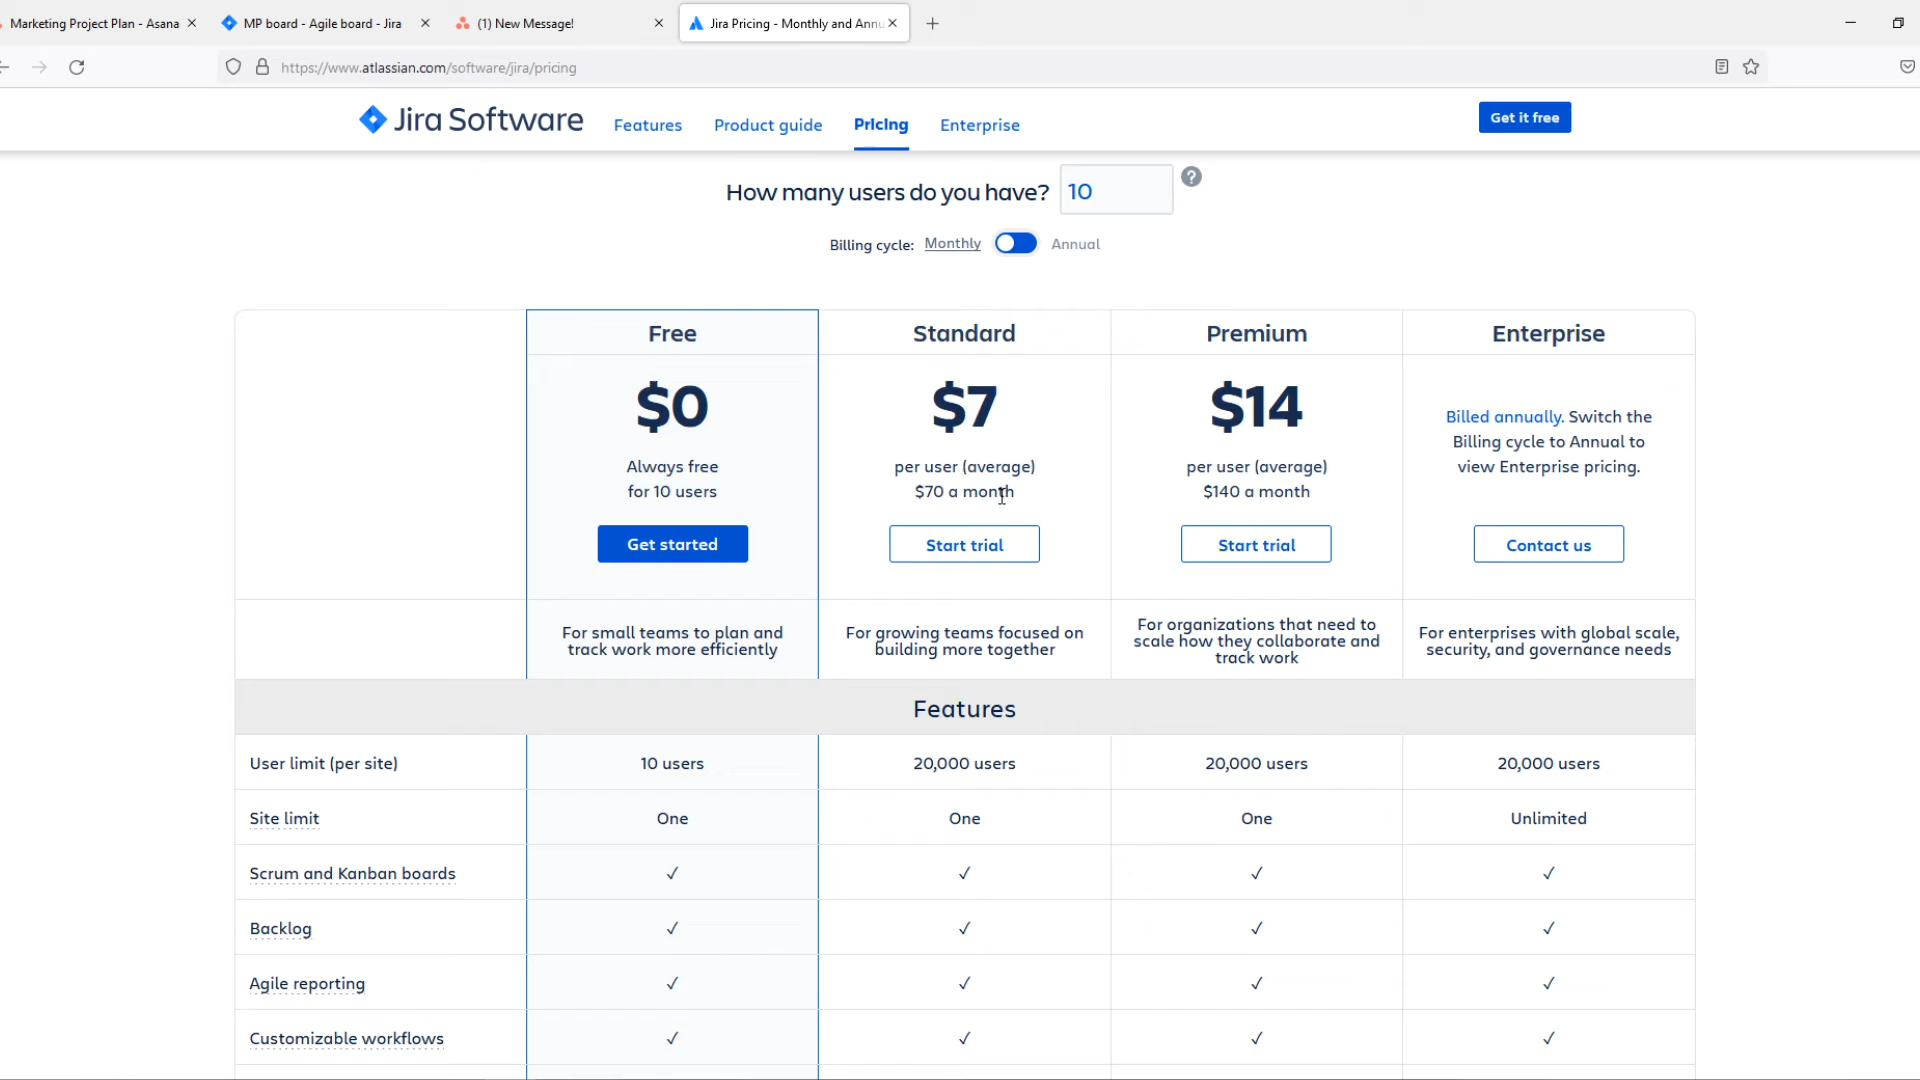 Marketing Project Plan - Asana
MP board - Agile board - Jira
(1) New Message!
Jira Pricing - Monthly and Annu
https://www.atlassian.com/software/jira/pricing
Jira Software
Features
Product guide
Pricing
Enterprise
Get it free
How many users do you have? 10
?
Billing cycle: Monthly Annual
Free Standard Premium Enterprise
$0
Always free
for 10 users
Get started
$7
per user (average)
$70 a month
Start trial
$14
per user (average)
$140 a month
Start trial
Billed annually. Switch the
Billing cycle to Annual to
view Enterprise pricing.
Contact us
For small teams to plan and
track work more efficiently
For growing teams focused on
building more together
For organizations that need to
scale how they collaborate and
track work
For enterprises with global scale,
security, and governance needs
Features
User limit (per site) 10 users 20,000 users 20,000 users 20,000 users
Site limit One One One Unlimited
Scrum and Kanban boards ✓ ✓ ✓ ✓
Backlog ✓ ✓ ✓ ✓
Agile reporting ✓ ✓ ✓ ✓
Customizable workflows ✓ ✓ ✓ ✓